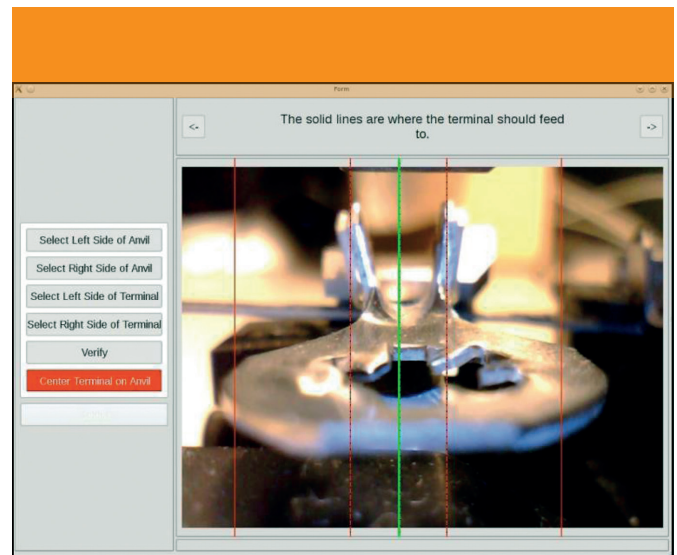 Form
<-
The solid lines are where the terminal should feed
to.
->
Select Left Side of Anvil
Select Right Side of Anvil
Select Left Side of Terminal
Select Right Side of Terminal
Verify
Center Terminal on Anvil